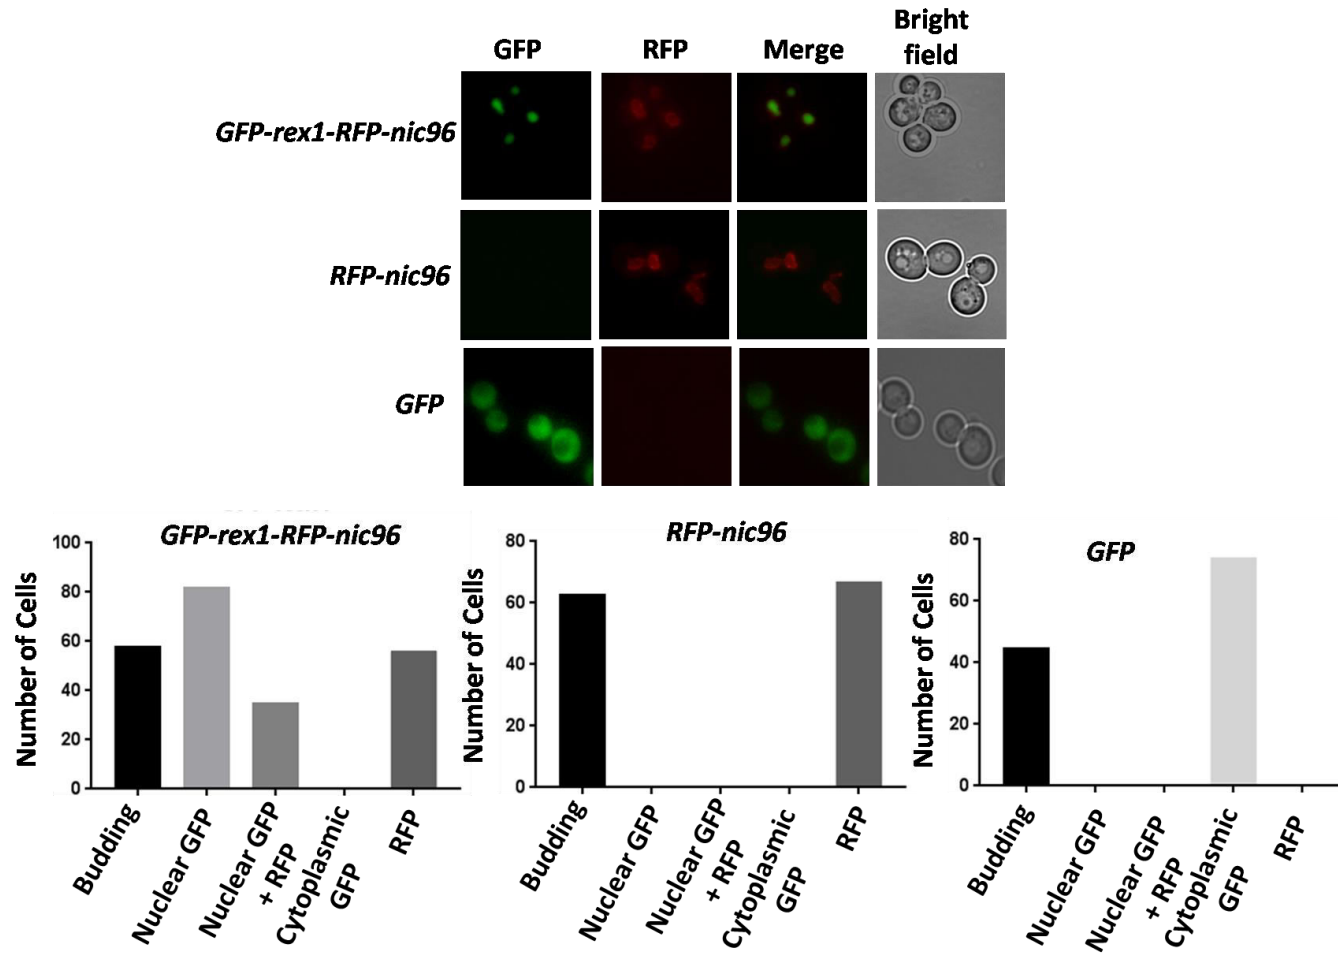 GFP
RFP
Merge
Bright
field
GFP-rex1-RFP-nic96
RFP-nic96
GFP
GFP-rex1-RFP-nic96
Number of Cells
100
80
60
40
20
0
Budding
Nuclear GFP
Nuclear GFP
+ RFP
Cytoplasmic
GFP
RFP
RFP-nic96
Number of Cells
80
60
40
20
0
Budding
Nuclear GFP
Nuclear GFP
+ RFP
Cytoplasmic
GFP
RFP
GFP
Number of Cells
80
60
40
20
0
Budding
Nuclear GFP
Nuclear GFP
+ RFP
Cytoplasmic
GFP
RFP